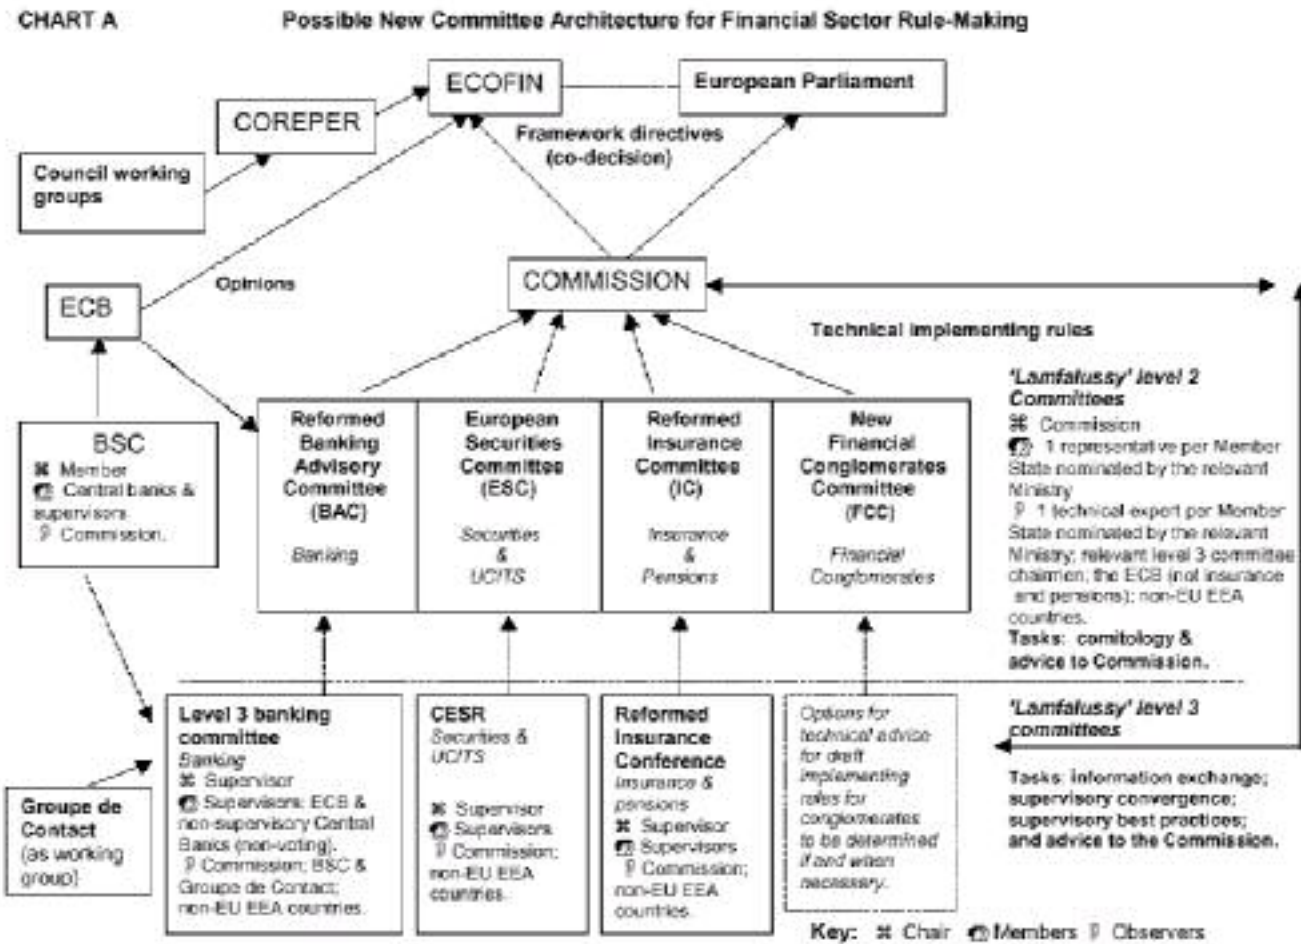 CHART A
Possible New Committee Architecture for Financial Sector Rule-Making
ECOFIN
European Parliament
COREPER
Framework directives
(co-decision)
Council working
groups
Opinions
COMMISSION
ECB
Technical implementing rules
BSC
⌘ Member
Central banks &
supervisors
Commission.
Reformed
Banking
Advisory
Committee
(BAC)
Banking
European
Securities
Committee
(ESC)
Securities
&
UCITS
Reformed
Insurance
Committee
(IC)
Insurance
&
Pensions
New
Financial
Conglomerates
Committee
(FCC)
Financial
Conglomerates
'Lamfalussy' level 2
Committees
⌘ Commission
1 representative per Member
State nominated by the relevant
Ministry
1 technical expert per Member
State nominated by the relevant
Ministry; relevant level 3 committee
chairmen; the ECB (not insurance
and pensions); non-EU EEA
countries.
Tasks: comitology &
advice to Commission.
Groupe de
Contact
(as working
group)
Level 3 banking
committee
Banking
⌘ Supervisor
Supervisors: ECB &
non-supervisory Central
Banks (non-voting).
Commission; BSC &
Groupe de Contact;
non-EU EEA countries.
CESR
Securities &
UCITS
⌘ Supervisor
Supervisors
Commission;
non-EU EEA
countries.
Reformed
Insurance
Conference
Insurance &
pensions
⌘ Supervisor
Supervisors
Commission;
non-EU EEA
countries.
Options for
technical advice
for draft
implementing
rules for
conglomerates
to be determined
if and when
necessary.
'Lamfalussy' level 3
committees
Tasks: information exchange;
supervisory convergence;
supervisory best practices;
and advice to the Commission.
Key: ⌘ Chair Members Observers